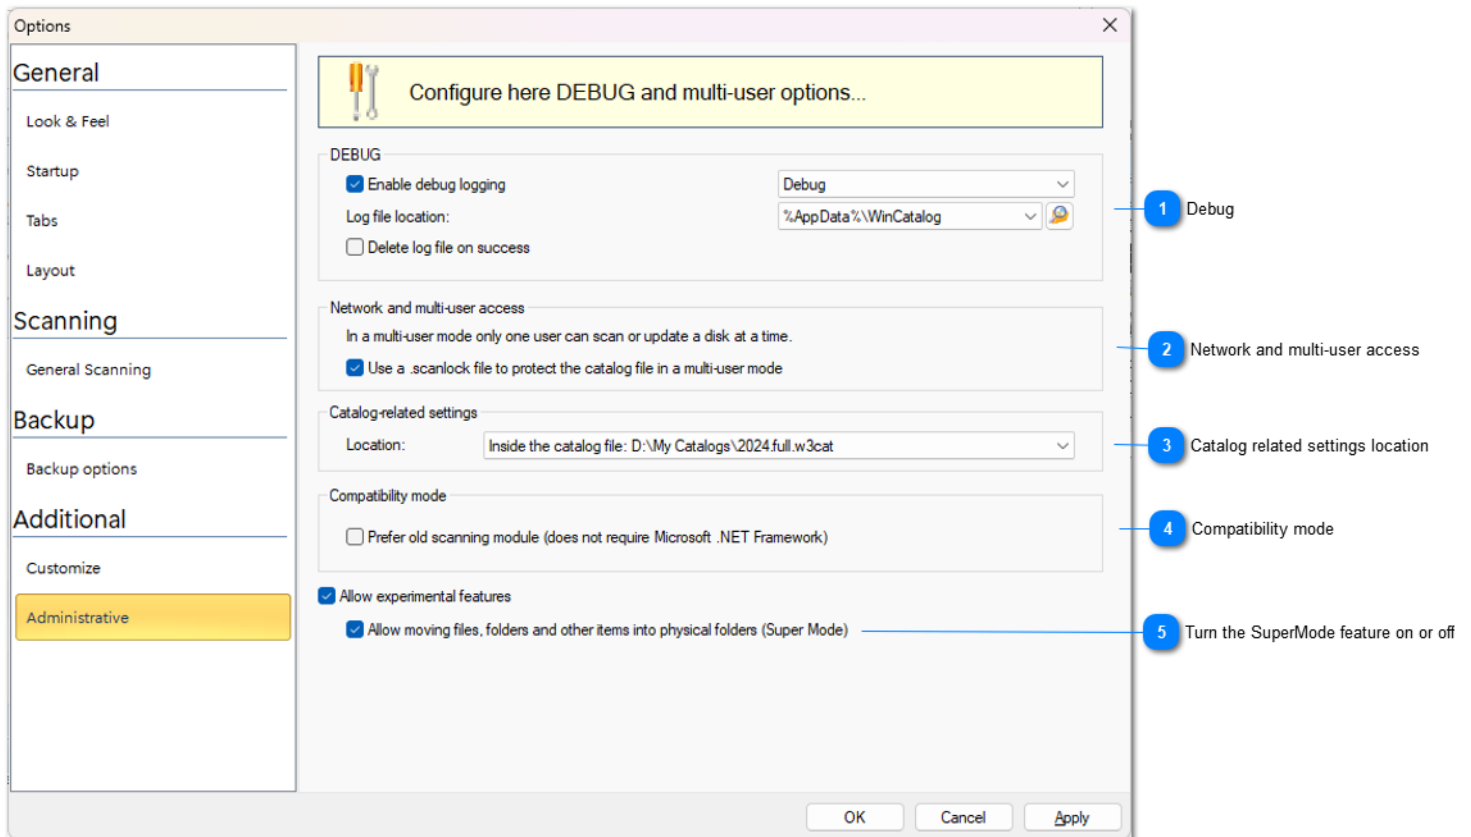 Options
General
Look & Feel
Startup
Tabs
Layout
Scanning
General Scanning
Backup
Backup options
Additional
Customize
Administrative
Configure here DEBUG and multi-user options...
DEBUG
Enable debug logging
Debug
Log file location:
%AppData%\WinCatalog
Delete log file on success
1
Debug
Network and multi-user access
In a multi-user mode only one user can scan or update a disk at a time.
Use a .scanlock file to protect the catalog file in a multi-user mode
2
Network and multi-user access
Catalog-related settings
Location:
Inside the catalog file: D:\My Catalogs\2024.full.w3cat
3
Catalog related settings location
Compatibility mode
Prefer old scanning module (does not require Microsoft .NET Framework)
4
Compatibility mode
Allow experimental features
Allow moving files, folders and other items into physical folders (Super Mode)
5
Turn the SuperMode feature on or off
OK
Cancel
Apply